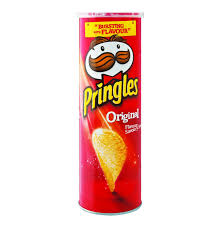 "BURSTING
WITH FLAVOUR"
Pringles
Original